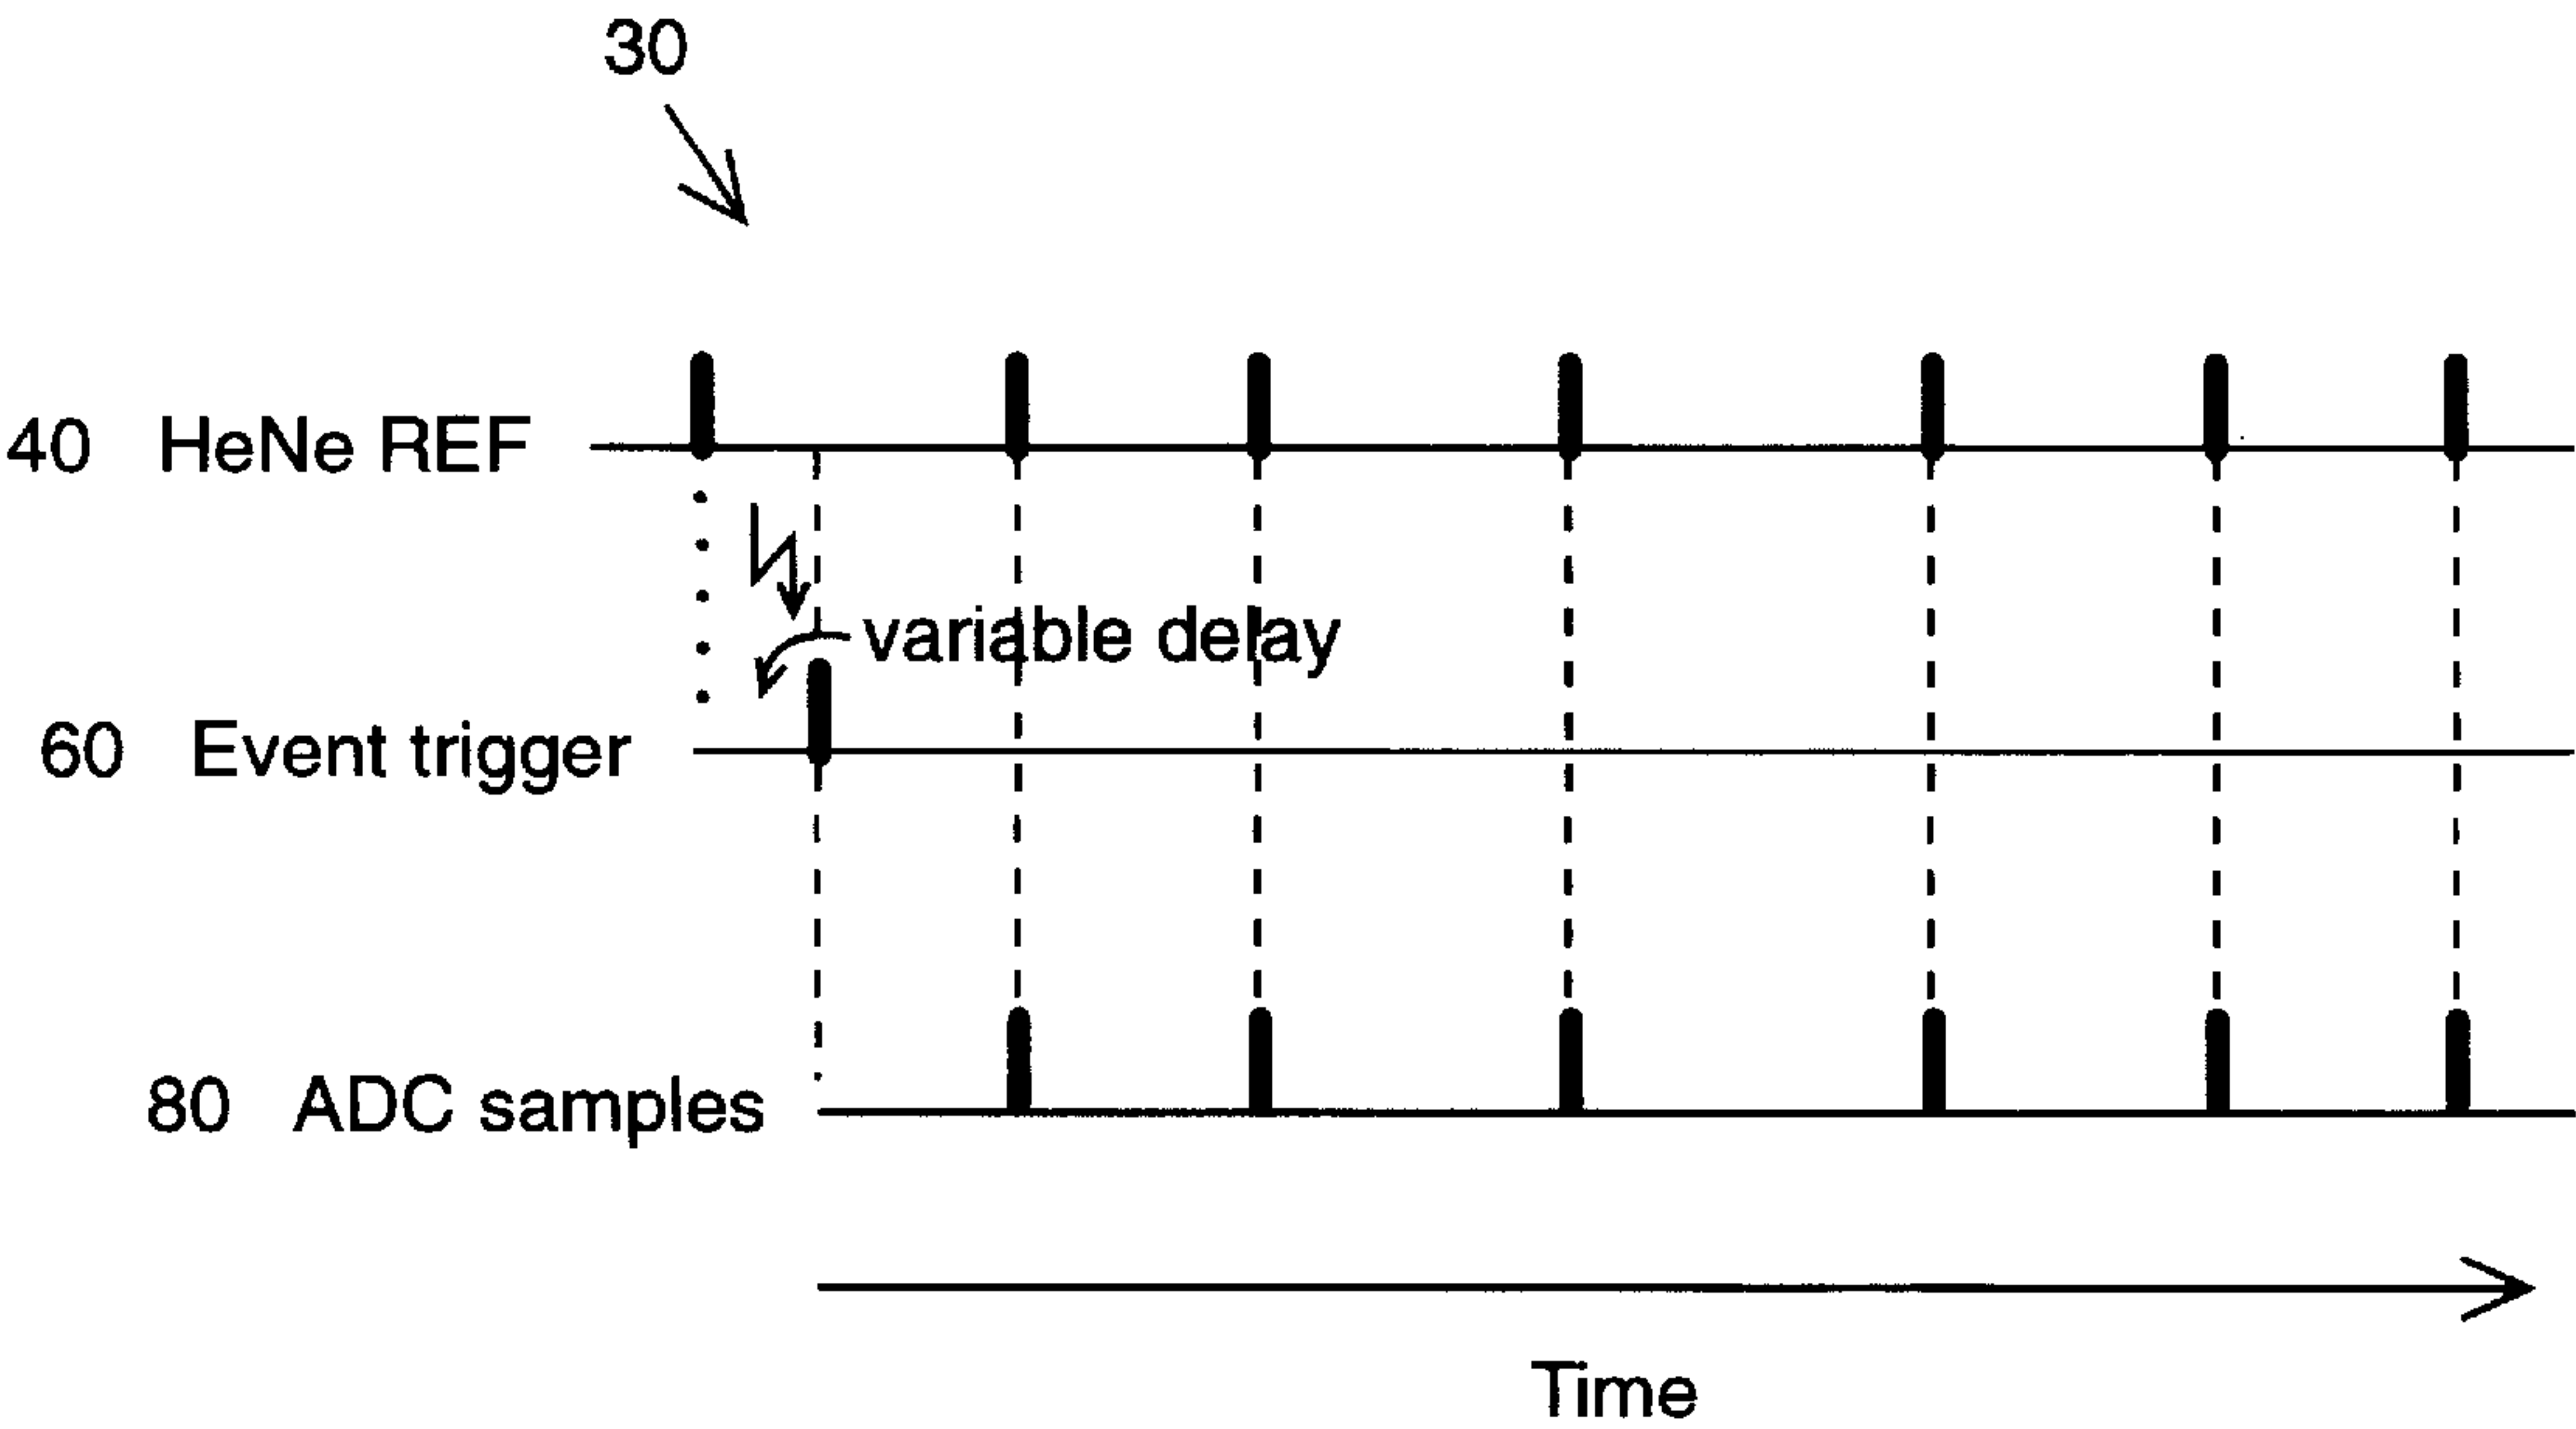 30
40 HeNe REF
variable delay
60 Event trigger
80 ADC samples
Time